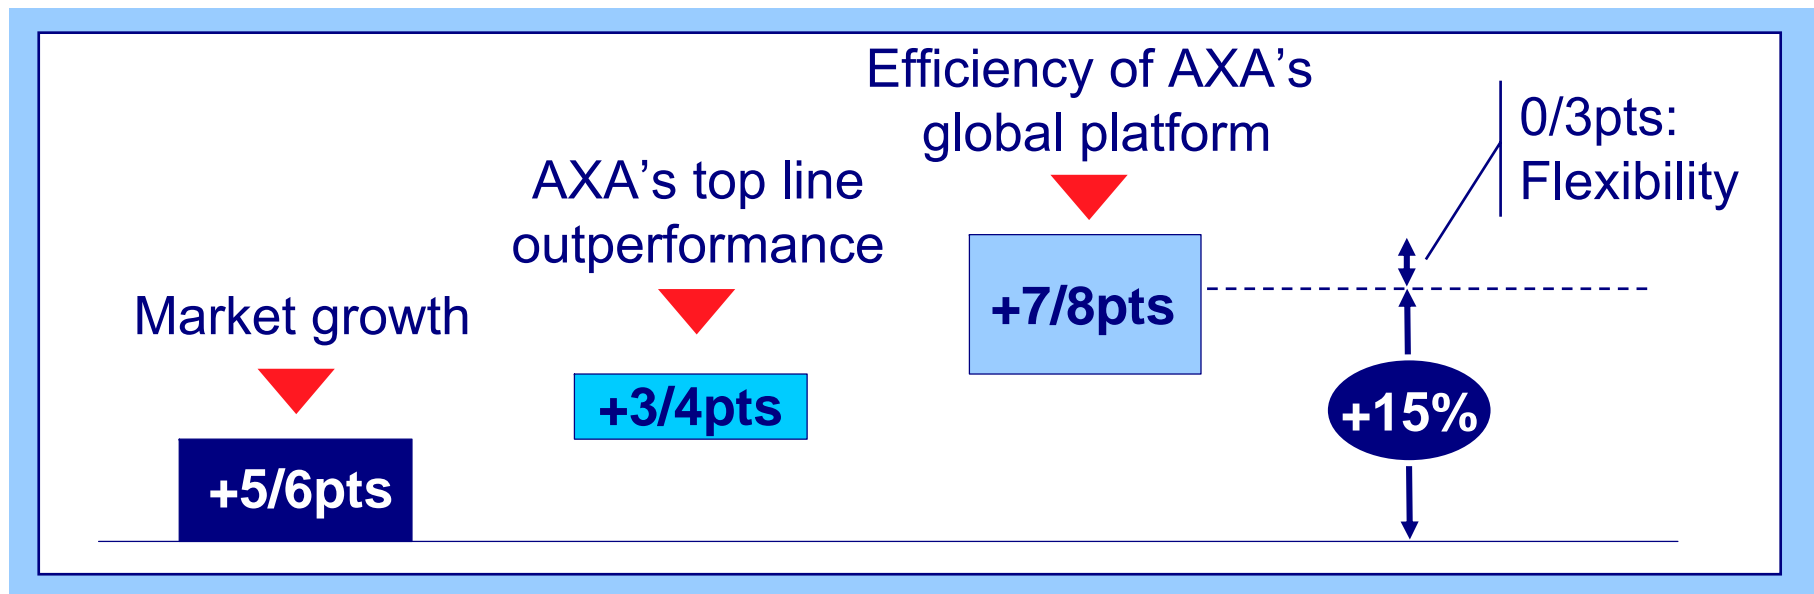 Market growth
+5/6pts
AXA’s top line
outperformance
+3/4pts
Efficiency of AXA’s
global platform
+7/8pts
0/3pts:
Flexibility
+15%